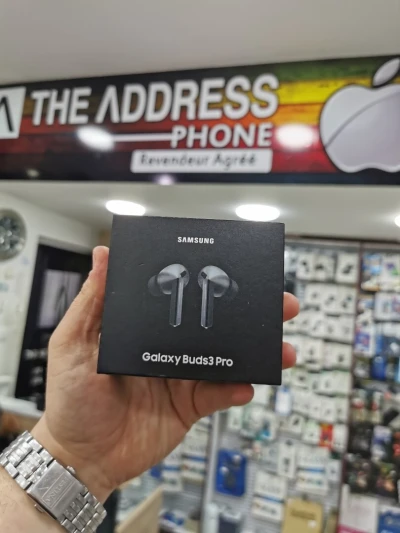 THE ADDRESS
PHONE
Revendeur Agréé
SAMSUNG
Galaxy Buds3 Pro